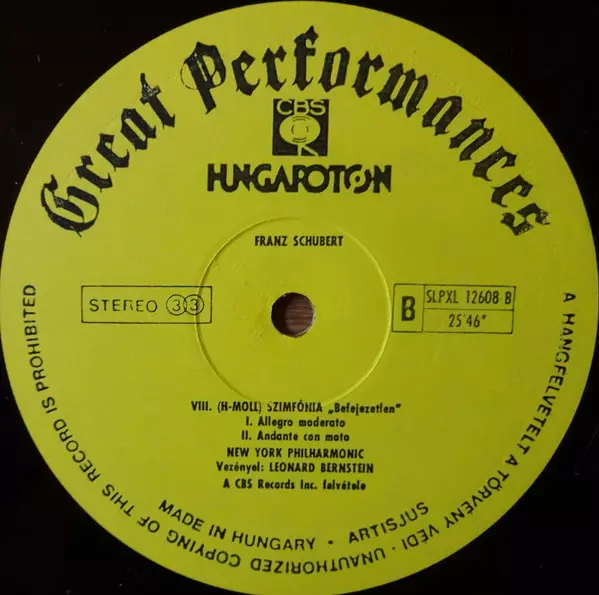 Great Performances
CBS
HUNGAROTON
FRANZ SCHUBERT
STEREO 33
B
SLPXL 12608 B
25'46"
VIII. (H-MOLL) SZIMFÓNIA „Befejezetlen"
I. Allegro moderato
II. Andante con moto
NEW YORK PHILHARMONIC
Vezényel: LEONARD BERNSTEIN
A CBS Records Inc. felvétele
MADE IN HUNGARY • ARTISJUS
A HANGFELVÉTELT A TÖRVÉNY VÉDI · UNAUTHORIZED COPYING OF THIS RECORD IS PROHIBITED